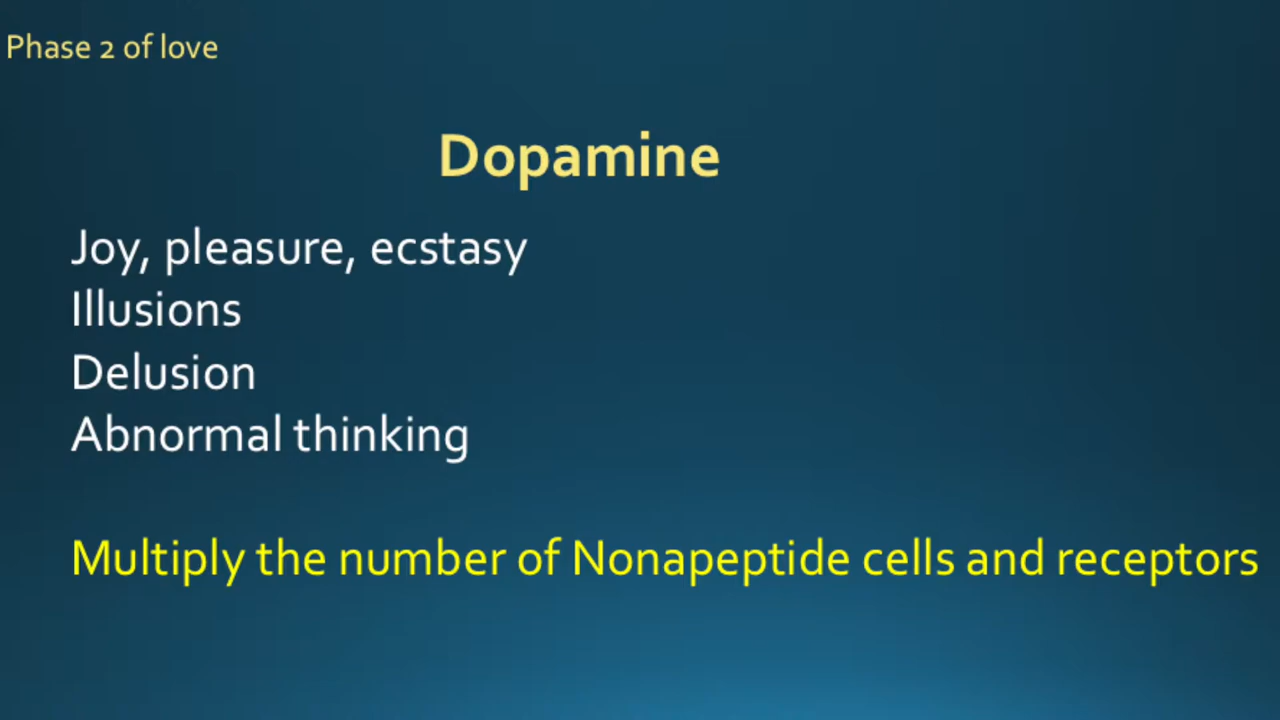 Phase 2 of love
Dopamine
Joy, pleasure, ecstasy
Illusions
Delusion
Abnormal thinking
Multiply the number of Nonapeptide cells and receptors